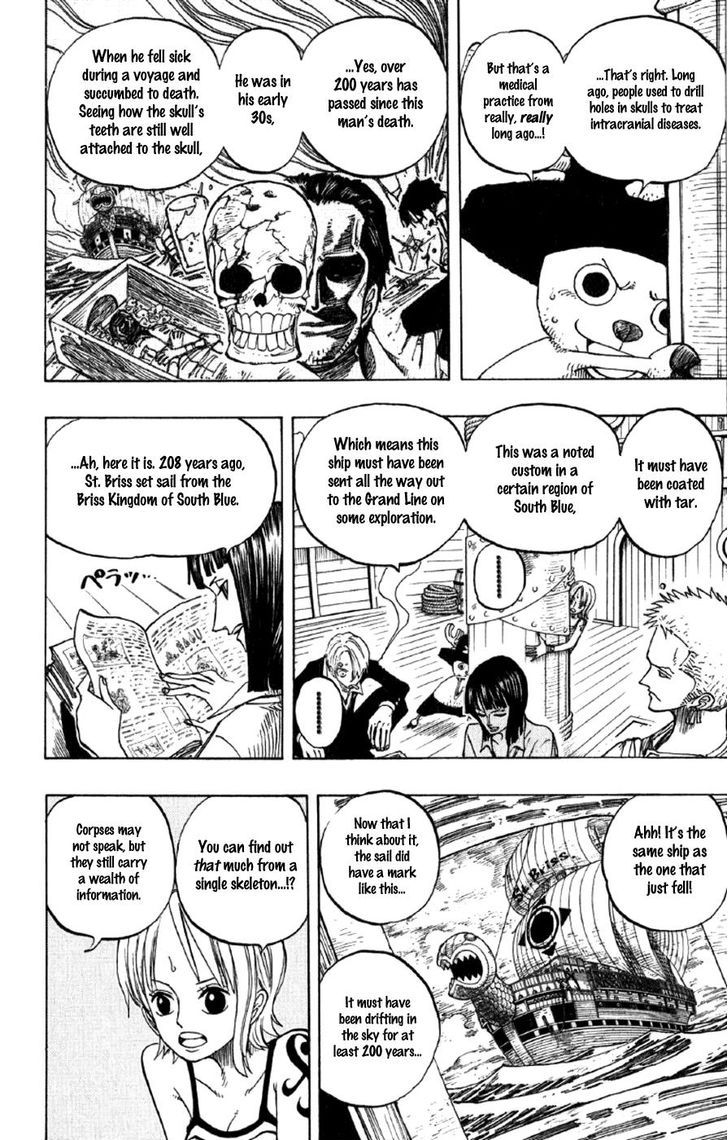 ...That's right. Long
ago, people used to drill
holes in skulls to treat
intracranial diseases.
But that's a
medical
practice from
really, really
long ago...!
...Yes, over
200 years has
passed since this
man's death.
He was in
his early
30s,
When he fell sick
during a voyage and
succumbed to death.
Seeing how the skull's
teeth are still well
attached to the skull,
It must have
been coated
with tar.
This was a noted
custom in a
certain region of
South Blue,
Which means this
ship must have been
sent all the way out
to the Grand Line on
some exploration.
...Ah, here it is. 208 years ago,
St. Briss set sail from the
Briss Kingdom of South Blue.
ペラッ…
Ahh! It's the
same ship as
the one that
just fell!
St. Briss
Now that I
think about it,
the sail did
have a mark
like this...
It must have
been drifting in
the sky for at
least 200 years...
You can find out
that much from a
single skeleton...!?
Corpses may
not speak, but
they still carry
a wealth of
information.